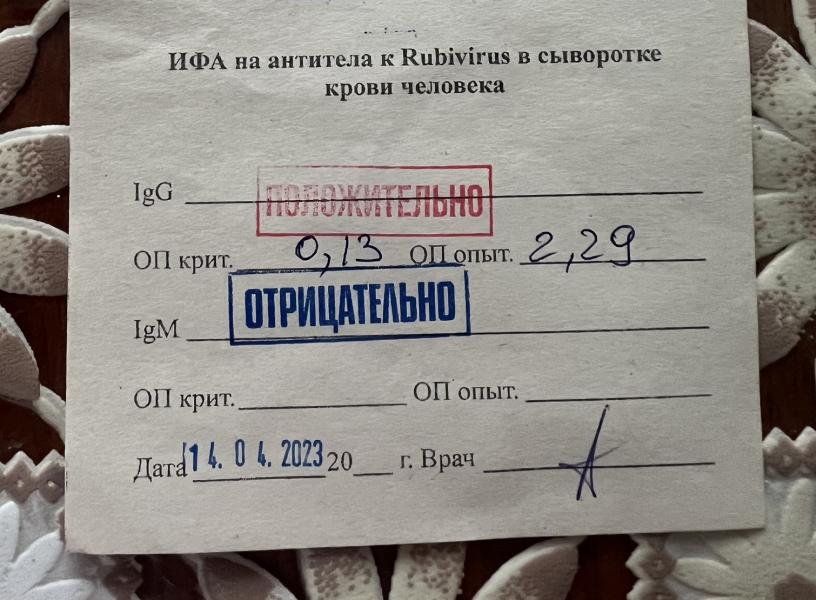 ИФА на антитела к Rubivirus в сыворотке
крови человека
IgG ПОЛОЖИТЕЛЬНО
ОП крит. 0,13 ОП опыт. 2,29
IgM ОТРИЦАТЕЛЬНО
ОП крит. ОП опыт.
Дата 14. 04. 2023 20 г. Врач